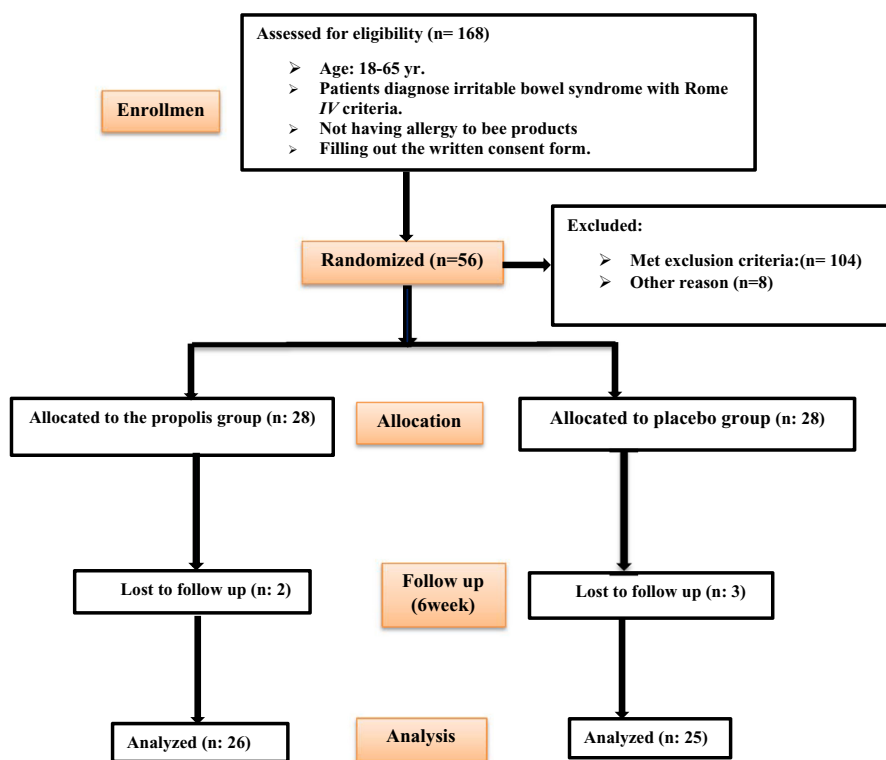 Assessed for eligibility (n= 168)
➢ Age: 18-65 yr.
➢ Patients diagnose irritable bowel syndrome with Rome
IV criteria.
➢ Not having allergy to bee products
➢ Filling out the written consent form.
Enrollmen
Excluded:
➢ Met exclusion criteria:(n= 104)
➢ Other reason (n=8)
Randomized (n=56)
Allocated to the propolis group (n: 28)
Allocation
Allocated to placebo group (n: 28)
Lost to follow up (n: 2)
Follow up
(6week)
Lost to follow up (n: 3)
Analyzed (n: 26)
Analysis
Analyzed (n: 25)